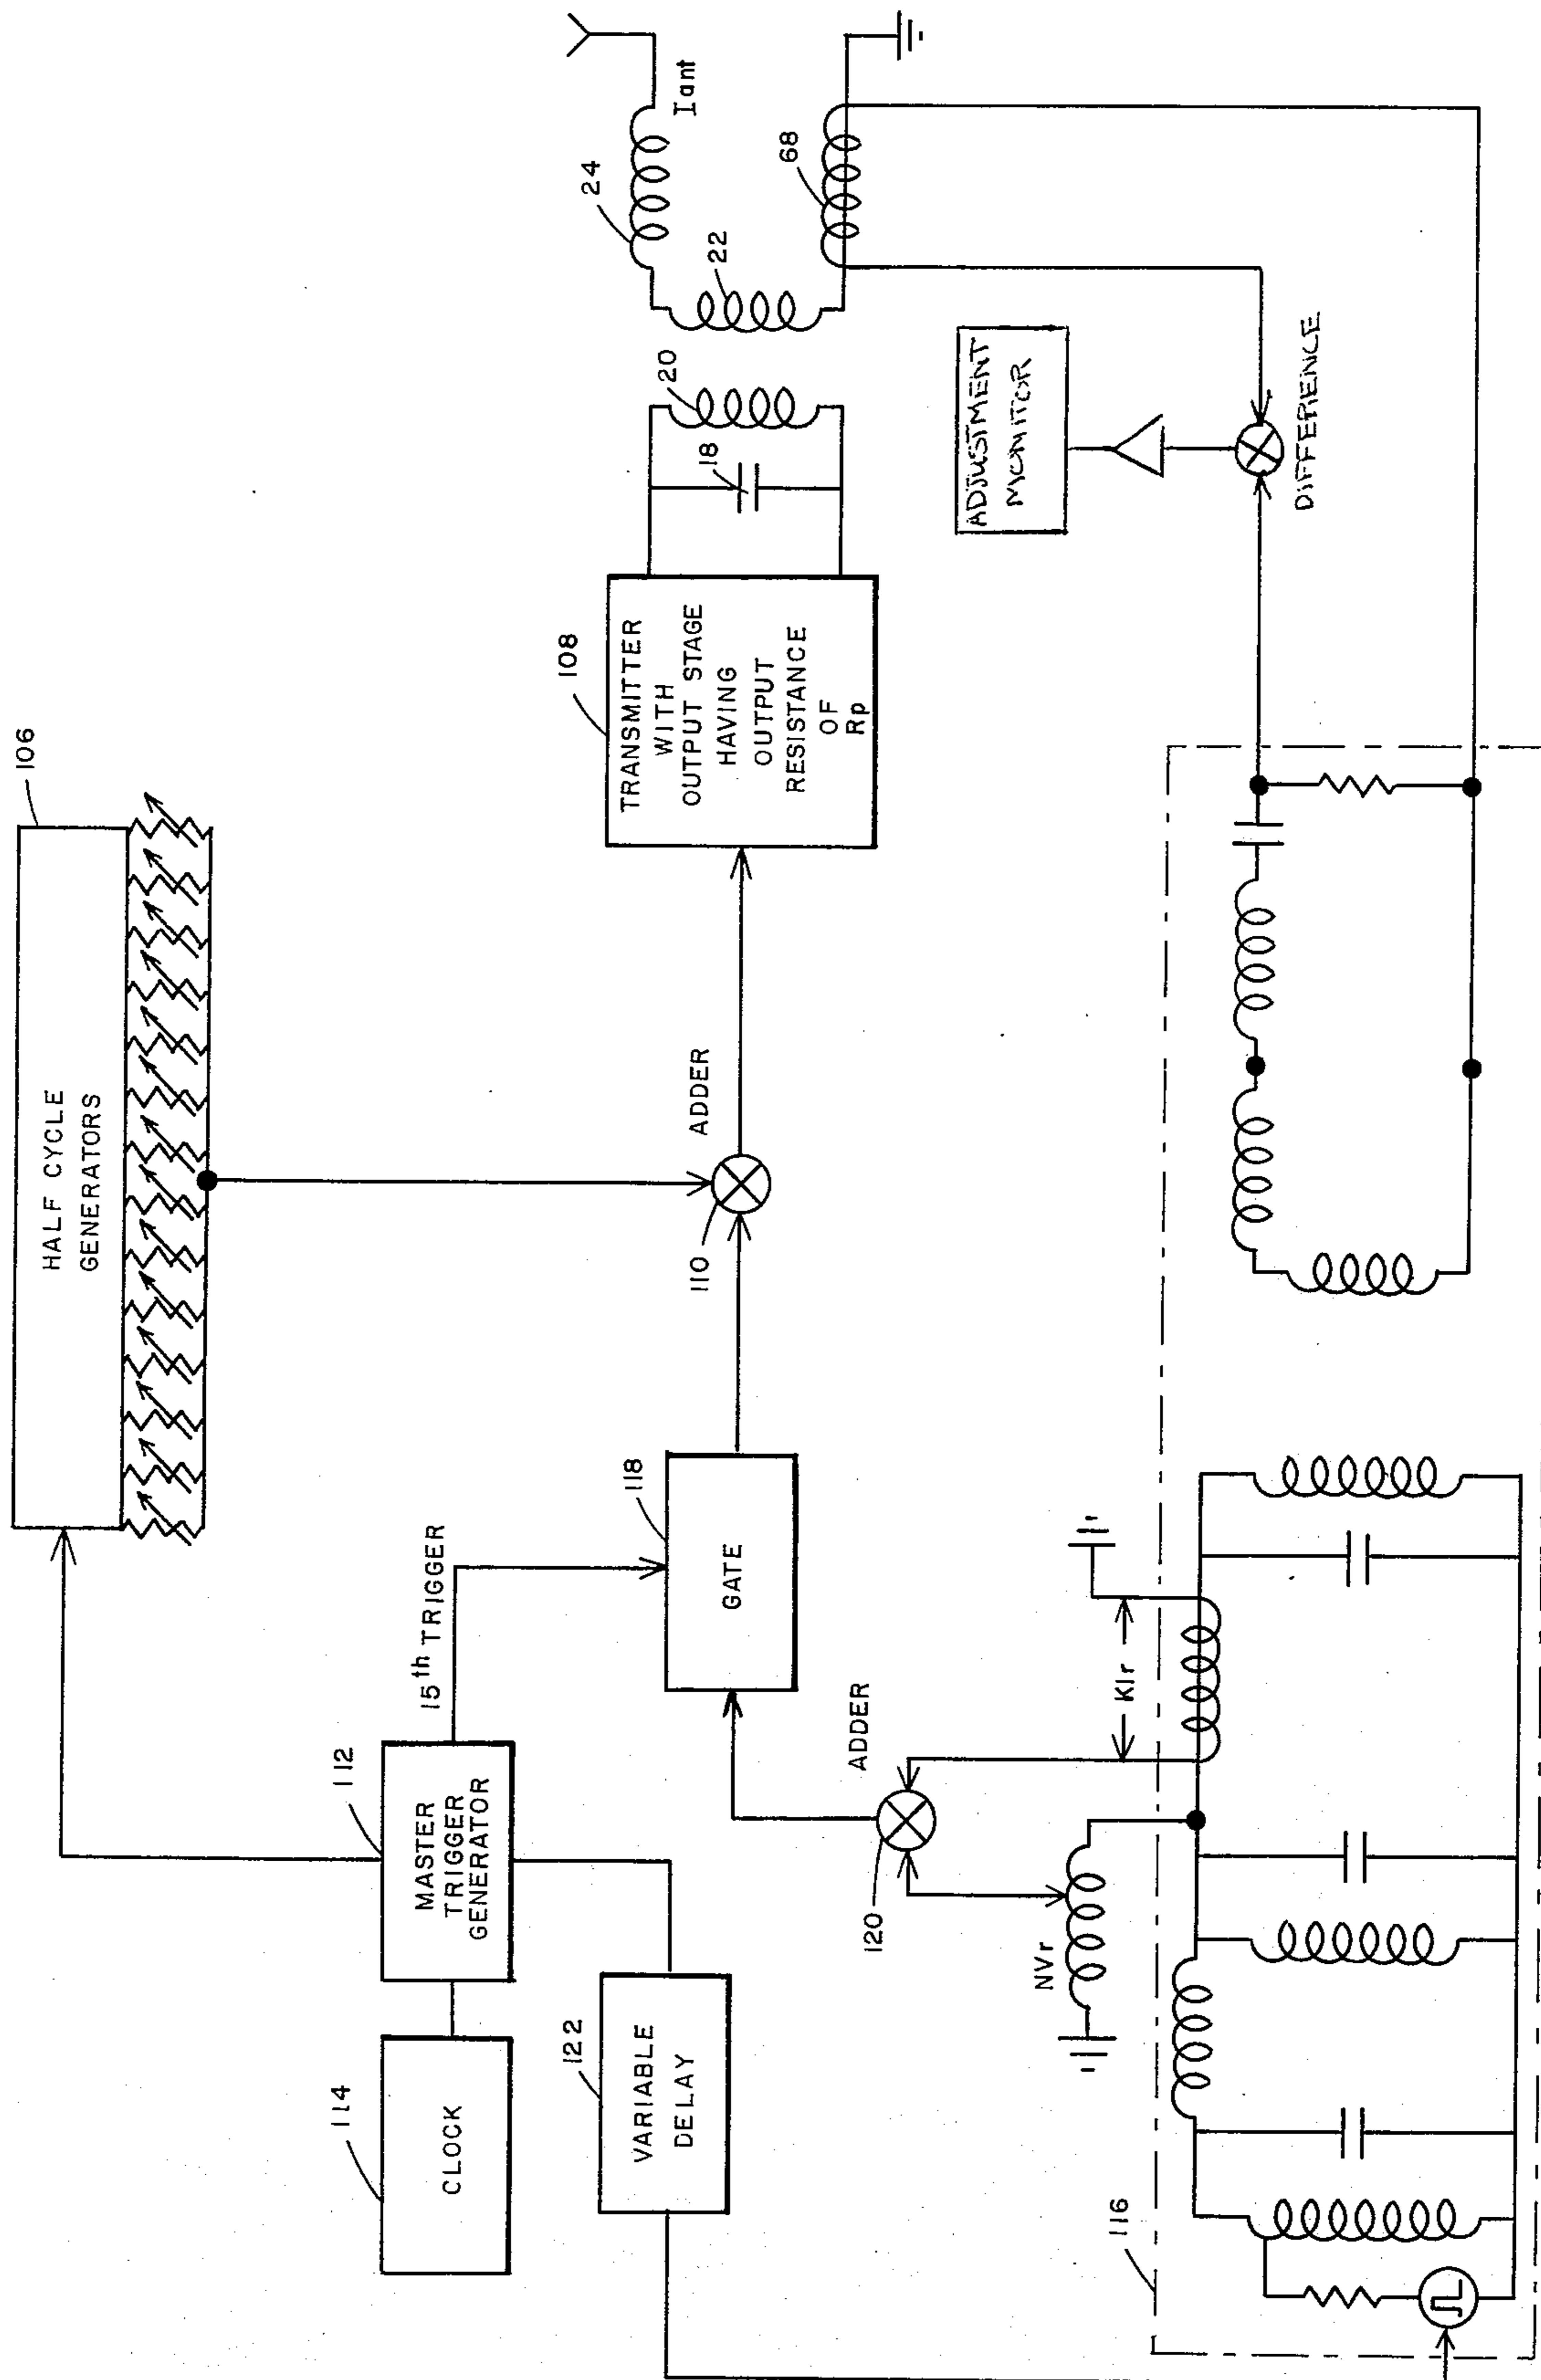 106
HALF CYCLE
GENERATORS
114
CLOCK
112
MASTER
TRIGGER
GENERATOR
15th TRIGGER
122
VARIABLE
DELAY
118
GATE
110
ADDER
108
TRANSMITTER
WITH
OUTPUT STAGE
HAVING
OUTPUT
RESISTANCE
OF
Rp
18
20
22
24
Iant
68
120
ADDER
NVr
KIr
ADJUSTMENT
MONITOR
DIFFERENCE
116